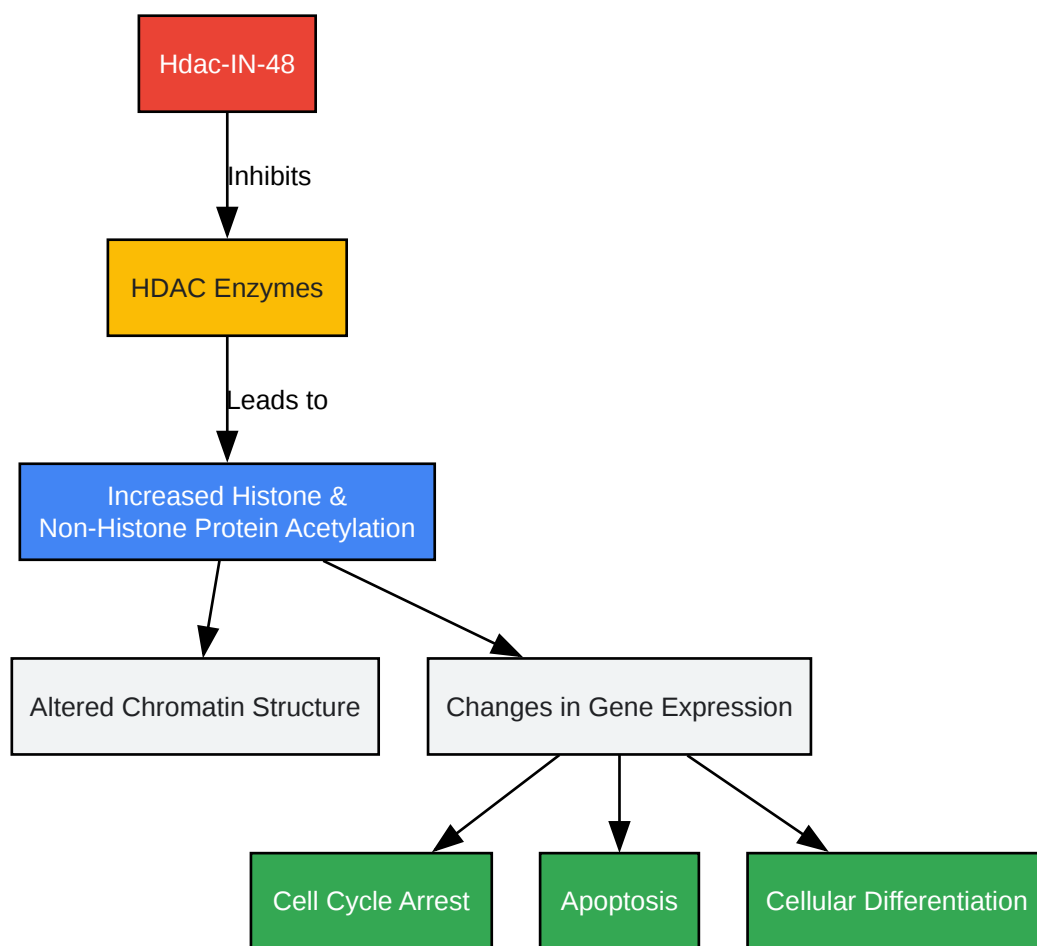 Hdac-IN-48
Inhibits
HDAC Enzymes
Leads to
Increased Histone &
Non-Histone Protein Acetylation
Altered Chromatin Structure
Changes in Gene Expression
Cell Cycle Arrest
Apoptosis
Cellular Differentiation